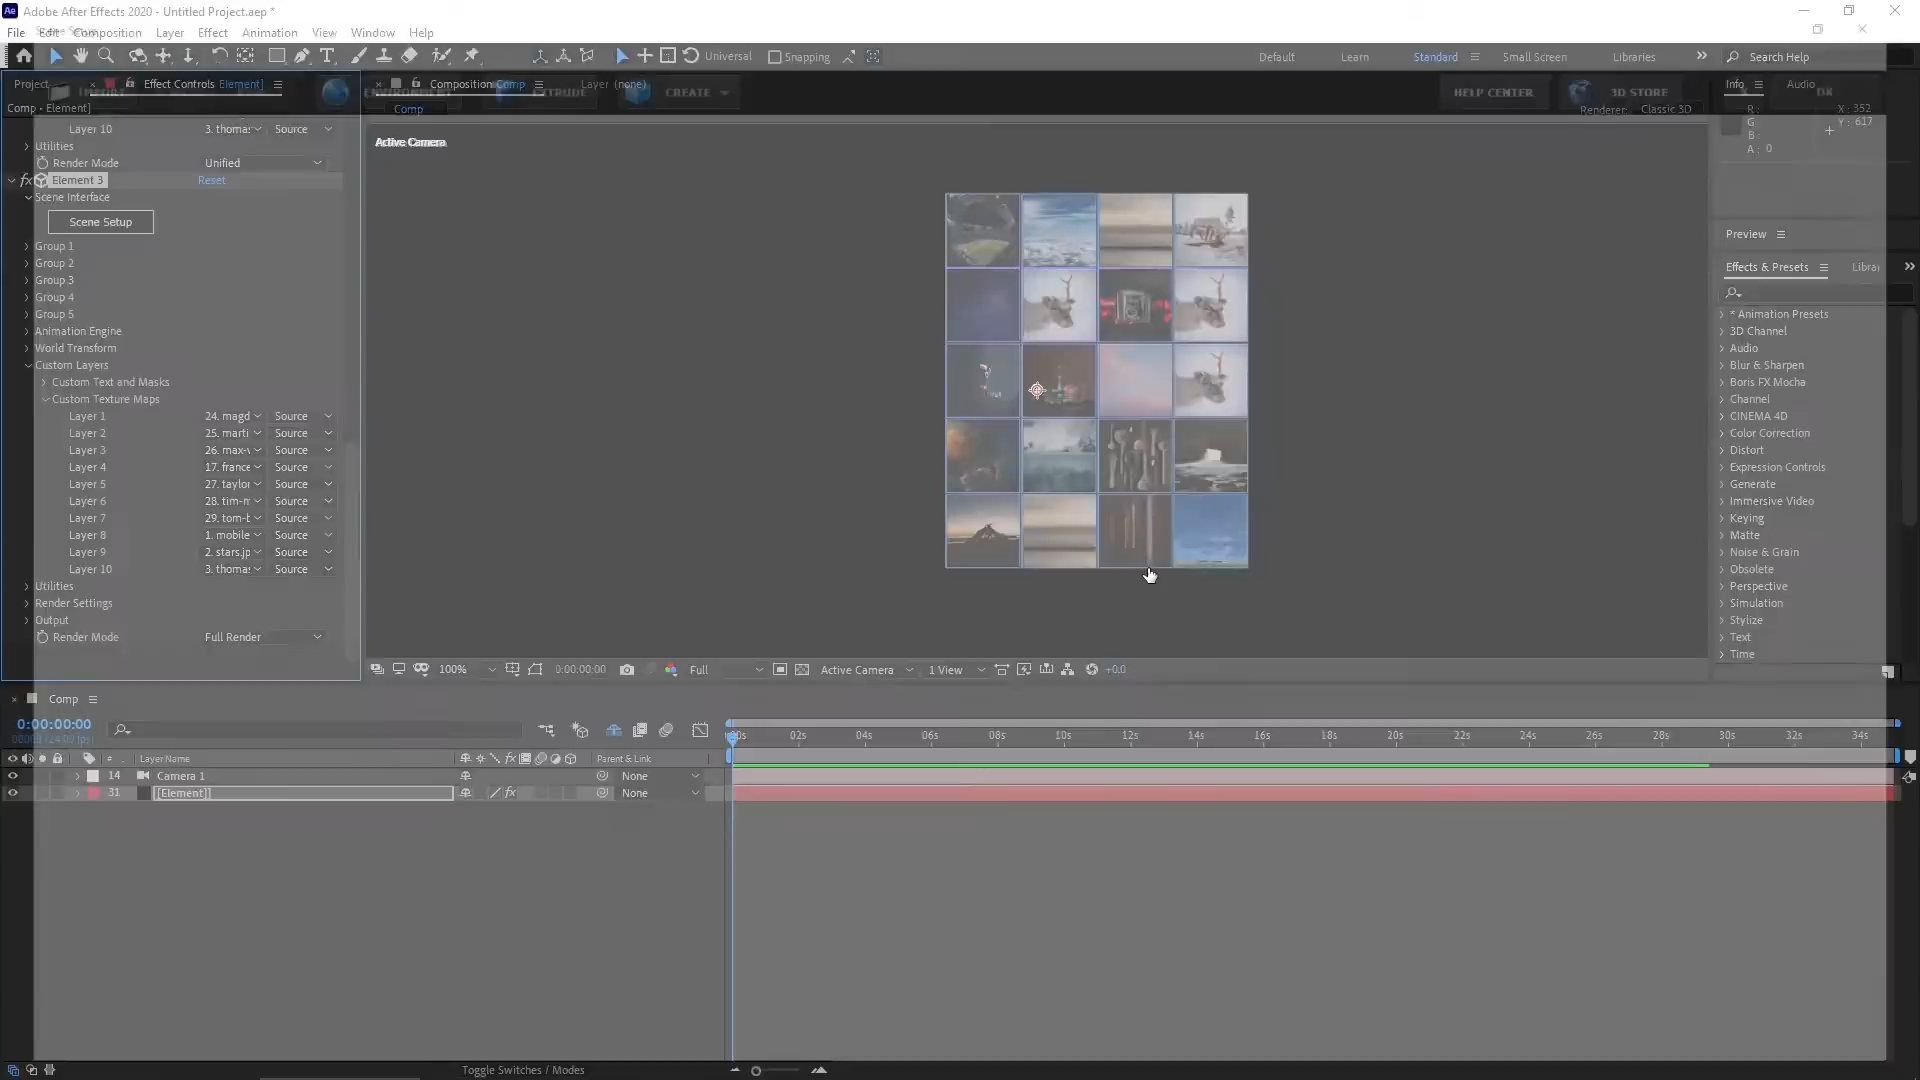 Adobe After Effects 2020 - Untitled Project.aep *
File Edit Composition Layer Effect Animation View Window Help
Universal Snapping Default Learn Standard Small Screen Libraries Search Help
Project Effect Controls Element] Composition Comp Layer (none) CREATE HELP CENTER 3D STORE Info Audio
Comp • Element] Comp Renderer: Classic 3D
R: X: 352
G Y: 617
B:
A: 0
Active Camera
Layer 10 3. thoma: Source
Utilities
Render Mode Unified
fx Element 3 Reset
Scene Interface
Scene Setup
Group 1
Group 2
Group 3
Group 4
Group 5
Animation Engine
World Transform
Custom Layers
Custom Text and Masks
Custom Texture Maps
Layer 1 24. magd Source
Layer 2 25. marti Source
Layer 3 26. max-v Source
Layer 4 17. france Source
Layer 5 27. taylor Source
Layer 6 28. tim-m Source
Layer 7 29. tom-b Source
Layer 8 1. mobile Source
Layer 9 2. stars.jp Source
Layer 10 3. thoma: Source
Utilities
Render Settings
Output
Render Mode Full Render
Preview
Effects & Presets Librar
* Animation Presets
3D Channel
Audio
Blur & Sharpen
Boris FX Mocha
Channel
CINEMA 4D
Color Correction
Distort
Expression Controls
Generate
Immersive Video
Keying
Matte
Noise & Grain
Obsolete
Perspective
Simulation
Stylize
Text
Time
100% 0:00:00:00 Full Active Camera 1 View +0.0
Comp
0:00:00:00
02s 04s 06s 08s 10s 12s 14s 16s 18s 20s 22s 24s 26s 28s 30s 32s 34s
# Layer Name fx Parent & Link
14 Camera 1 None
31 [[Element]] fx None
Toggle Switches / Modes